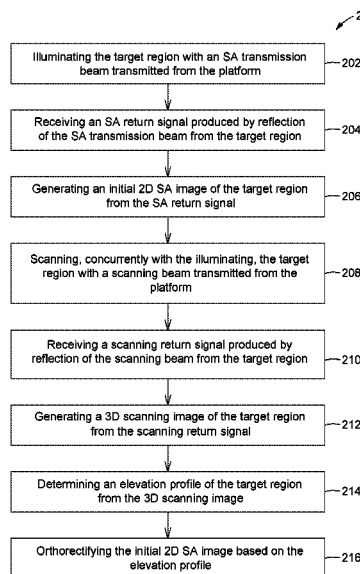 2
Illuminating the target region with an SA transmission
beam transmitted from the platform
202
Receiving an SA return signal produced by reflection
of the SA transmission beam from the target region
204
Generating an initial 2D SA image of the target region
from the SA return signal
206
Scanning, concurrently with the illuminating, the target
region with a scanning beam transmitted from the
platform
208
Receiving a scanning return signal produced by
reflection of the scanning beam from the target region
210
Generating a 3D scanning image of the target region
from the scanning return signal
212
Determining an elevation profile of the target region
from the 3D scanning image
214
Orthorectifying the initial 2D SA image based on the
elevation profile
216